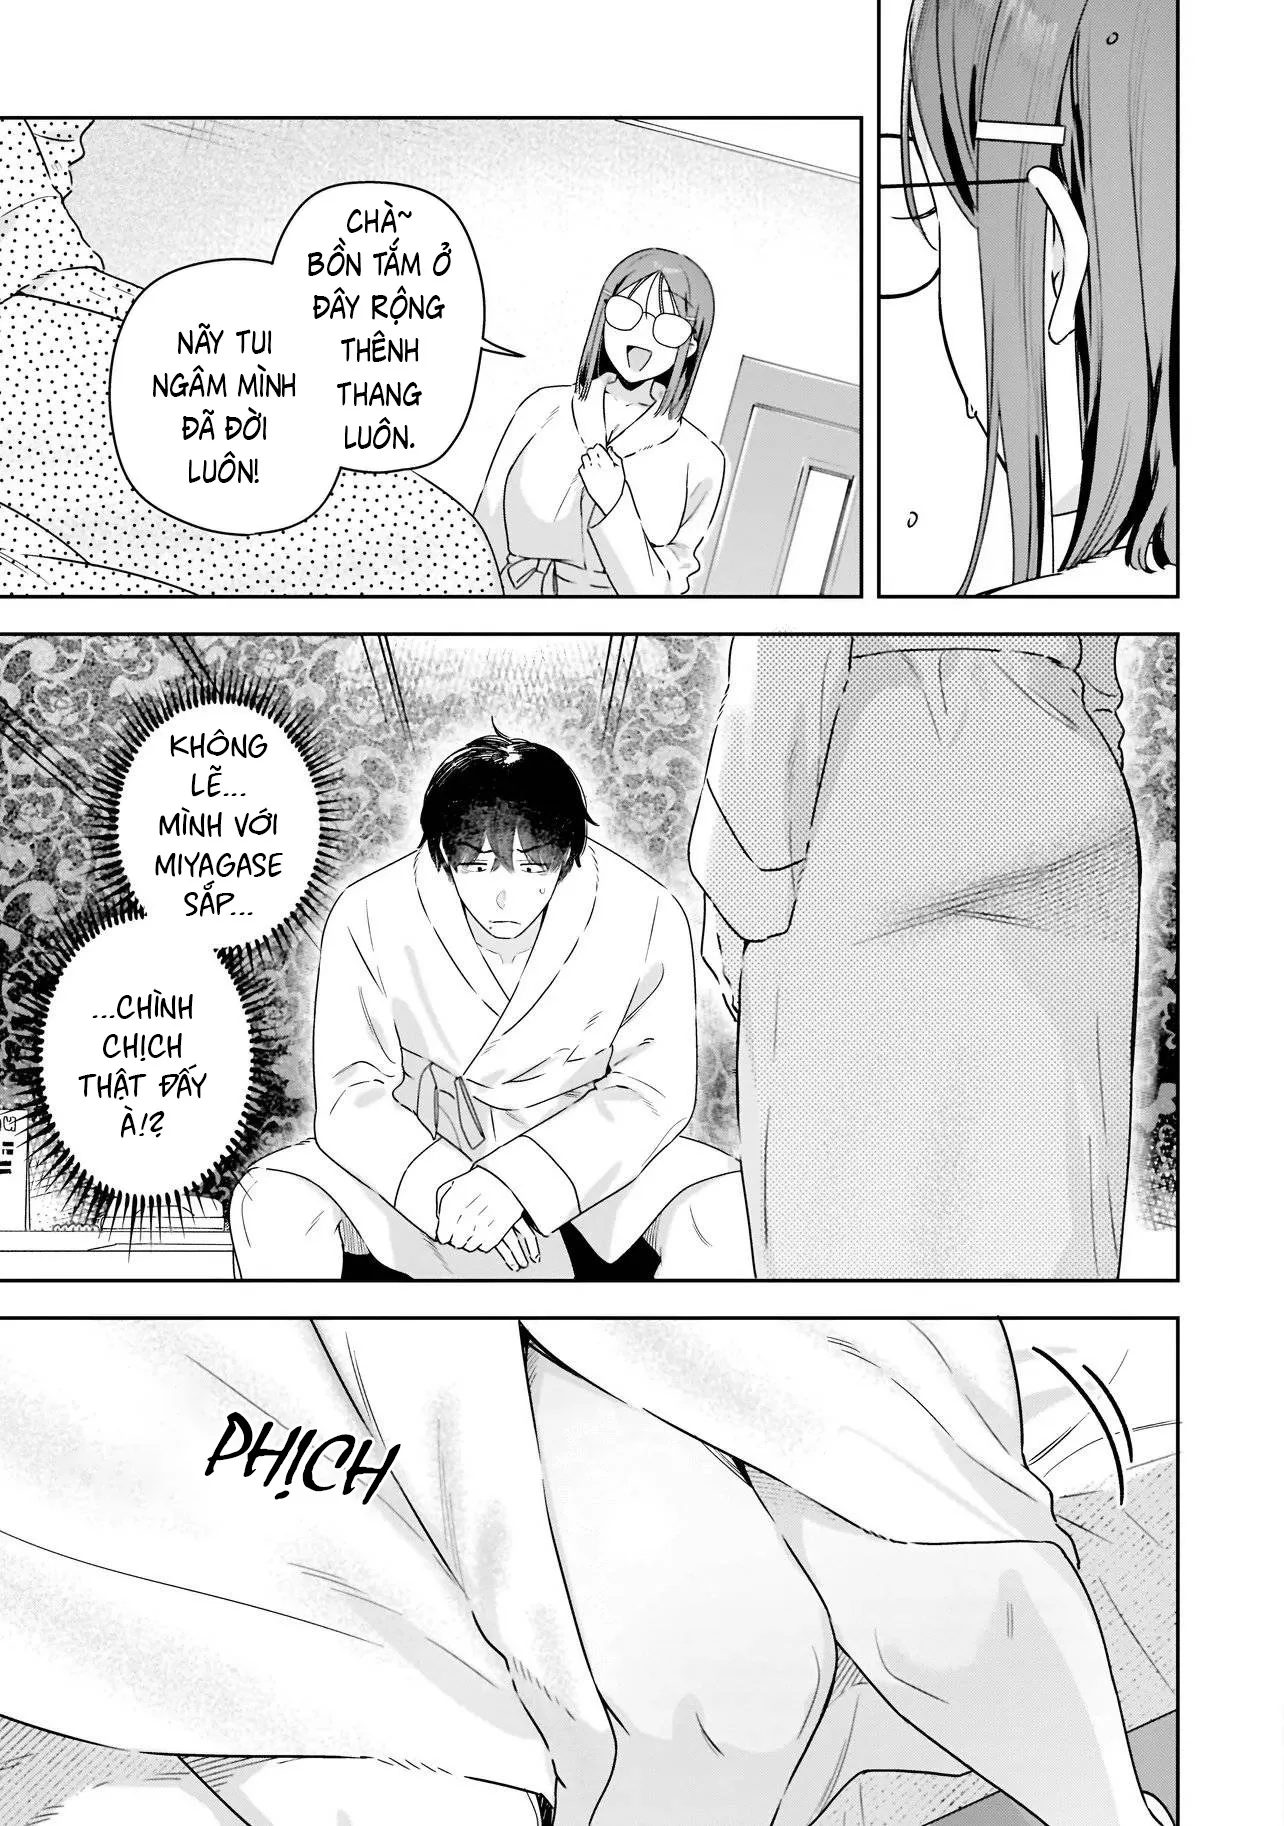 CHÀ~
BỒN TẮM Ở
ĐÂY RỘNG
THÊNH
THANG
LUÔN.
NÃY TUI
NGÂM MÌNH
ĐÃ ĐỜI
LUÔN!
KHÔNG
LẼ...
MÌNH VỚI
MIYAGASE
SẮP...
...CHÌNH
CHỊCH
THẬT ĐẤY
À!?
PHỊCH